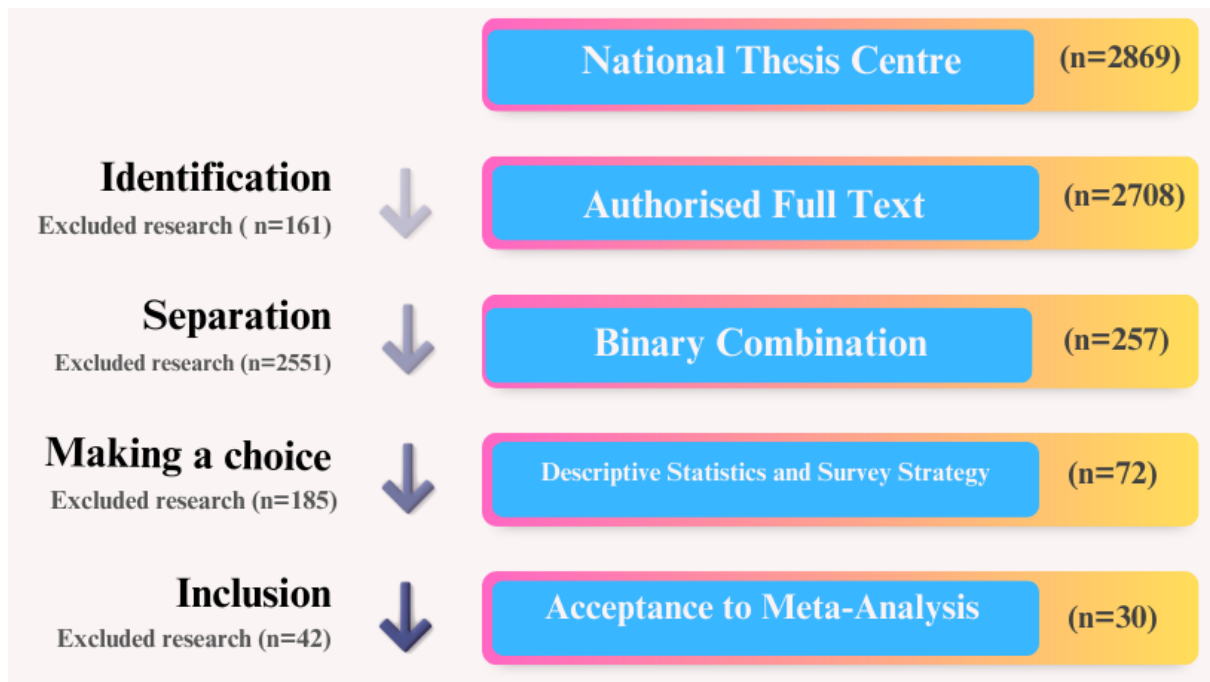 National Thesis Centre (n=2869)
Identification
Excluded research ( n=161)
Authorised Full Text (n=2708)
Separation
Excluded research (n=2551)
Binary Combination (n=257)
Making a choice
Excluded research (n=185)
Descriptive Statistics and Survey Strategy (n=72)
Inclusion
Excluded research (n=42)
Acceptance to Meta-Analysis (n=30)